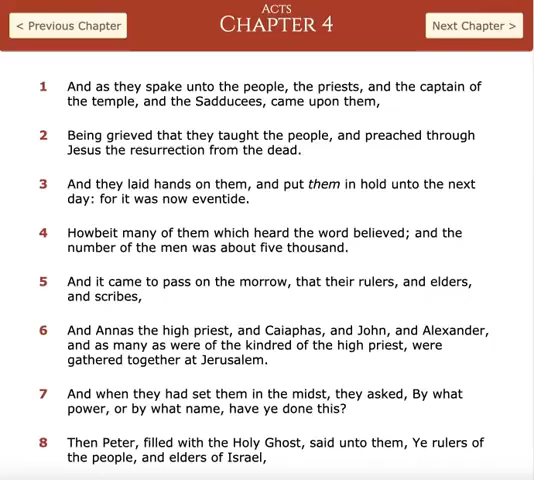 ACTS
< Previous Chapter CHAPTER 4 Next Chapter >
1 And as they spake unto the people, the priests, and the captain of
the temple, and the Sadducees, came upon them,
2 Being grieved that they taught the people, and preached through
Jesus the resurrection from the dead.
3 And they laid hands on them, and put them in hold unto the next
day: for it was now eventide.
4 Howbeit many of them which heard the word believed; and the
number of the men was about five thousand.
5 And it came to pass on the morrow, that their rulers, and elders,
and scribes,
6 And Annas the high priest, and Caiaphas, and John, and Alexander,
and as many as were of the kindred of the high priest, were
gathered together at Jerusalem.
7 And when they had set them in the midst, they asked, By what
power, or by what name, have ye done this?
8 Then Peter, filled with the Holy Ghost, said unto them, Ye rulers of
the people, and elders of Israel,